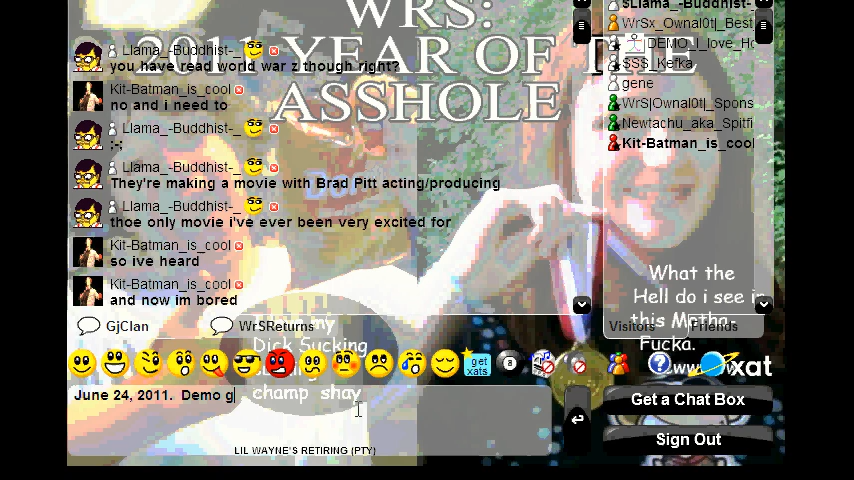 WRS:
2011 YEAR OF THE
ASSHOLE
Llama_-Buddhist-_
you have read world war z though right?
Kit-Batman_is_cool
no and i need to
Llama_-Buddhist-_
;-;
Llama_-Buddhist-_
They're making a movie with Brad Pitt acting/producing
Llama_-Buddhist-_
thoe only movie i've ever been very excited for
Kit-Batman_is_cool
so ive heard
Kit-Batman_is_cool
and now im bored
$Llama_-Buddhist-_
WrSx_Ownal0t|_Best
DEMO_I_love_Ho
$$$_Kefka
gene
WrS|Ownal0t|_Spons
Newtachu_aka_Spitfi
Kit-Batman_is_cool
What the
Hell do i see in
this Motha-
Fucka.
Visitors
Friends
GjClan
WrSReturns
my
Dick Sucking
champ shay
get
xats
a
?
xat
www
June 24, 2011. Demo g
LIL WAYNE'S RETIRING (PTY)
Get a Chat Box
Sign Out